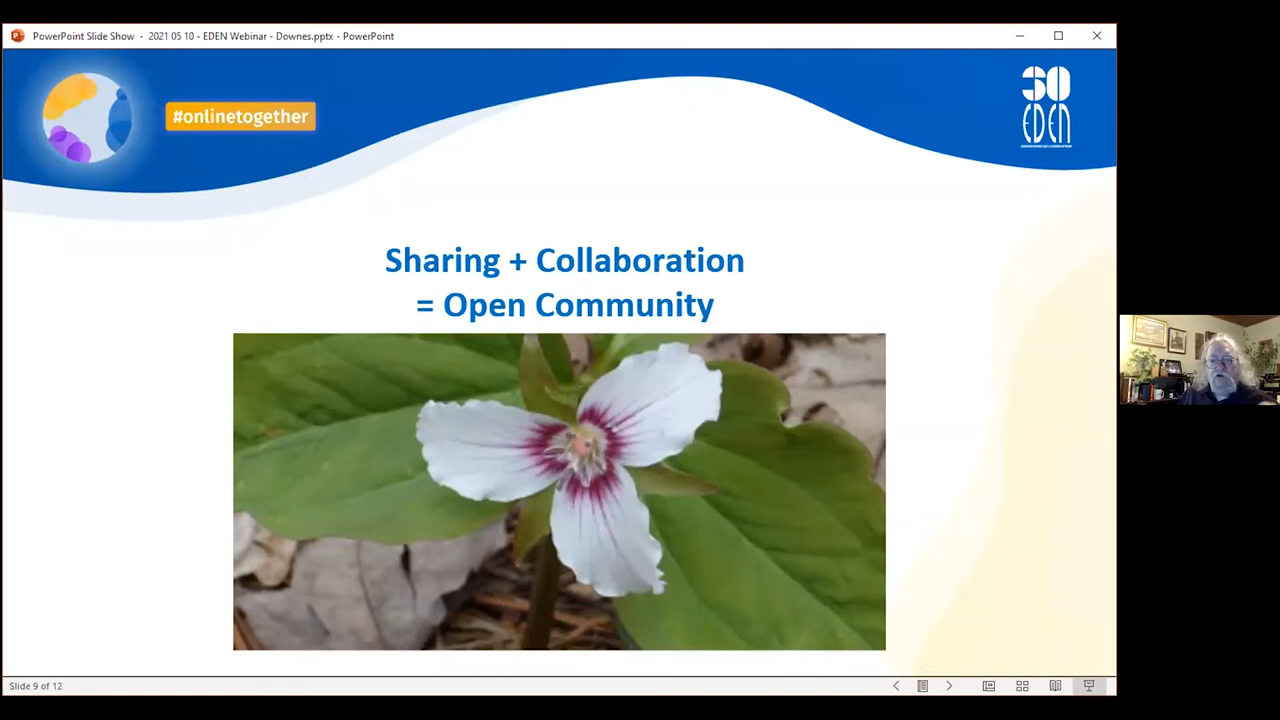 PowerPoint Slide Show - 2021 05 10 - EDEN Webinar - Downes.pptx - PowerPoint
#onlinetogether
30
EDEN
Sharing + Collaboration
= Open Community
Slide 9 of 12